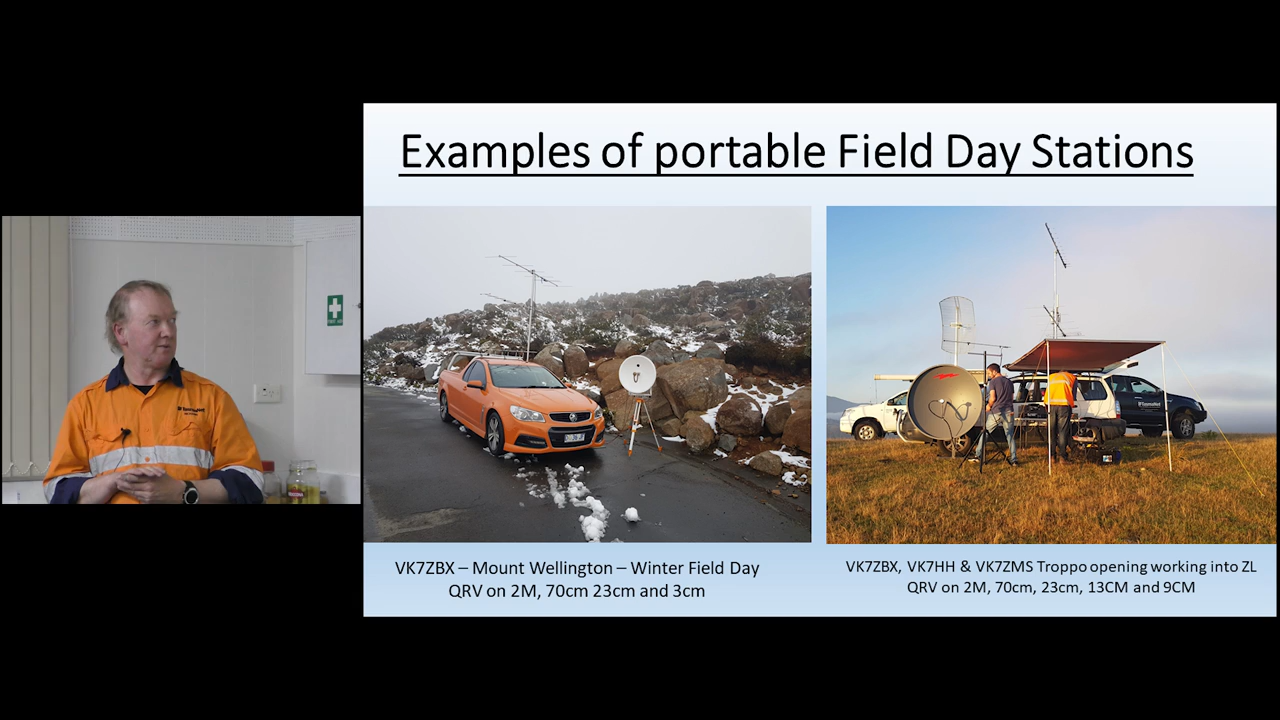 Examples of portable Field Day Stations
VK7ZBX – Mount Wellington – Winter Field Day
QRV on 2M, 70cm 23cm and 3cm
VK7ZBX, VK7HH & VK7ZMS Troppo opening working into ZL
QRV on 2M, 70cm, 23cm, 13CM and 9CM